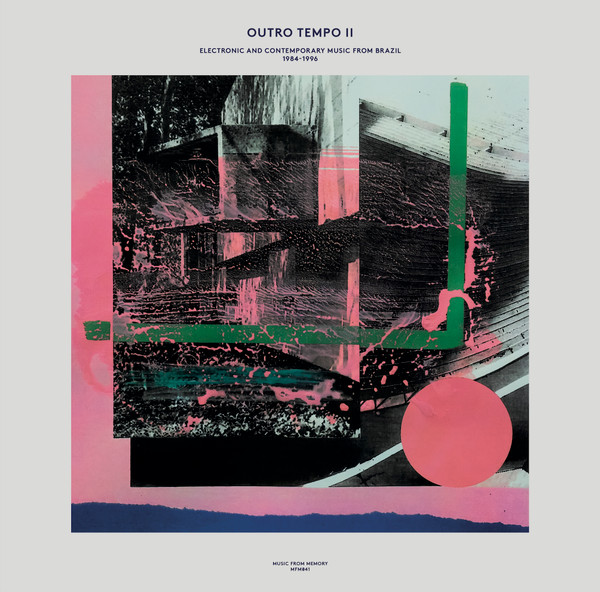 OUTRO TEMPO II
ELECTRONIC AND CONTEMPORARY MUSIC FROM BRAZIL
1984-1996
MUSIC FROM MEMORY
MFM041